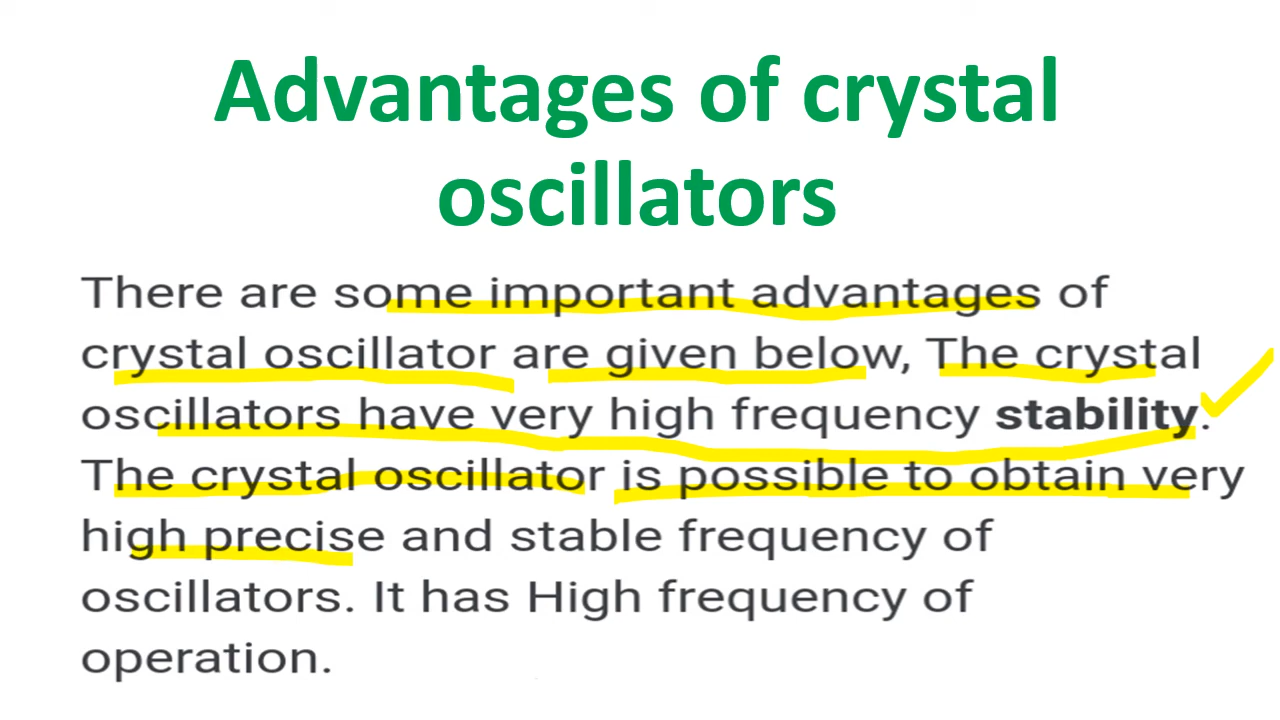 Advantages of crystal
oscillators
There are some important advantages of
crystal oscillator are given below, The crystal
oscillators have very high frequency stability.
The crystal oscillator is possible to obtain very
high precise and stable frequency of
oscillators. It has High frequency of
operation.